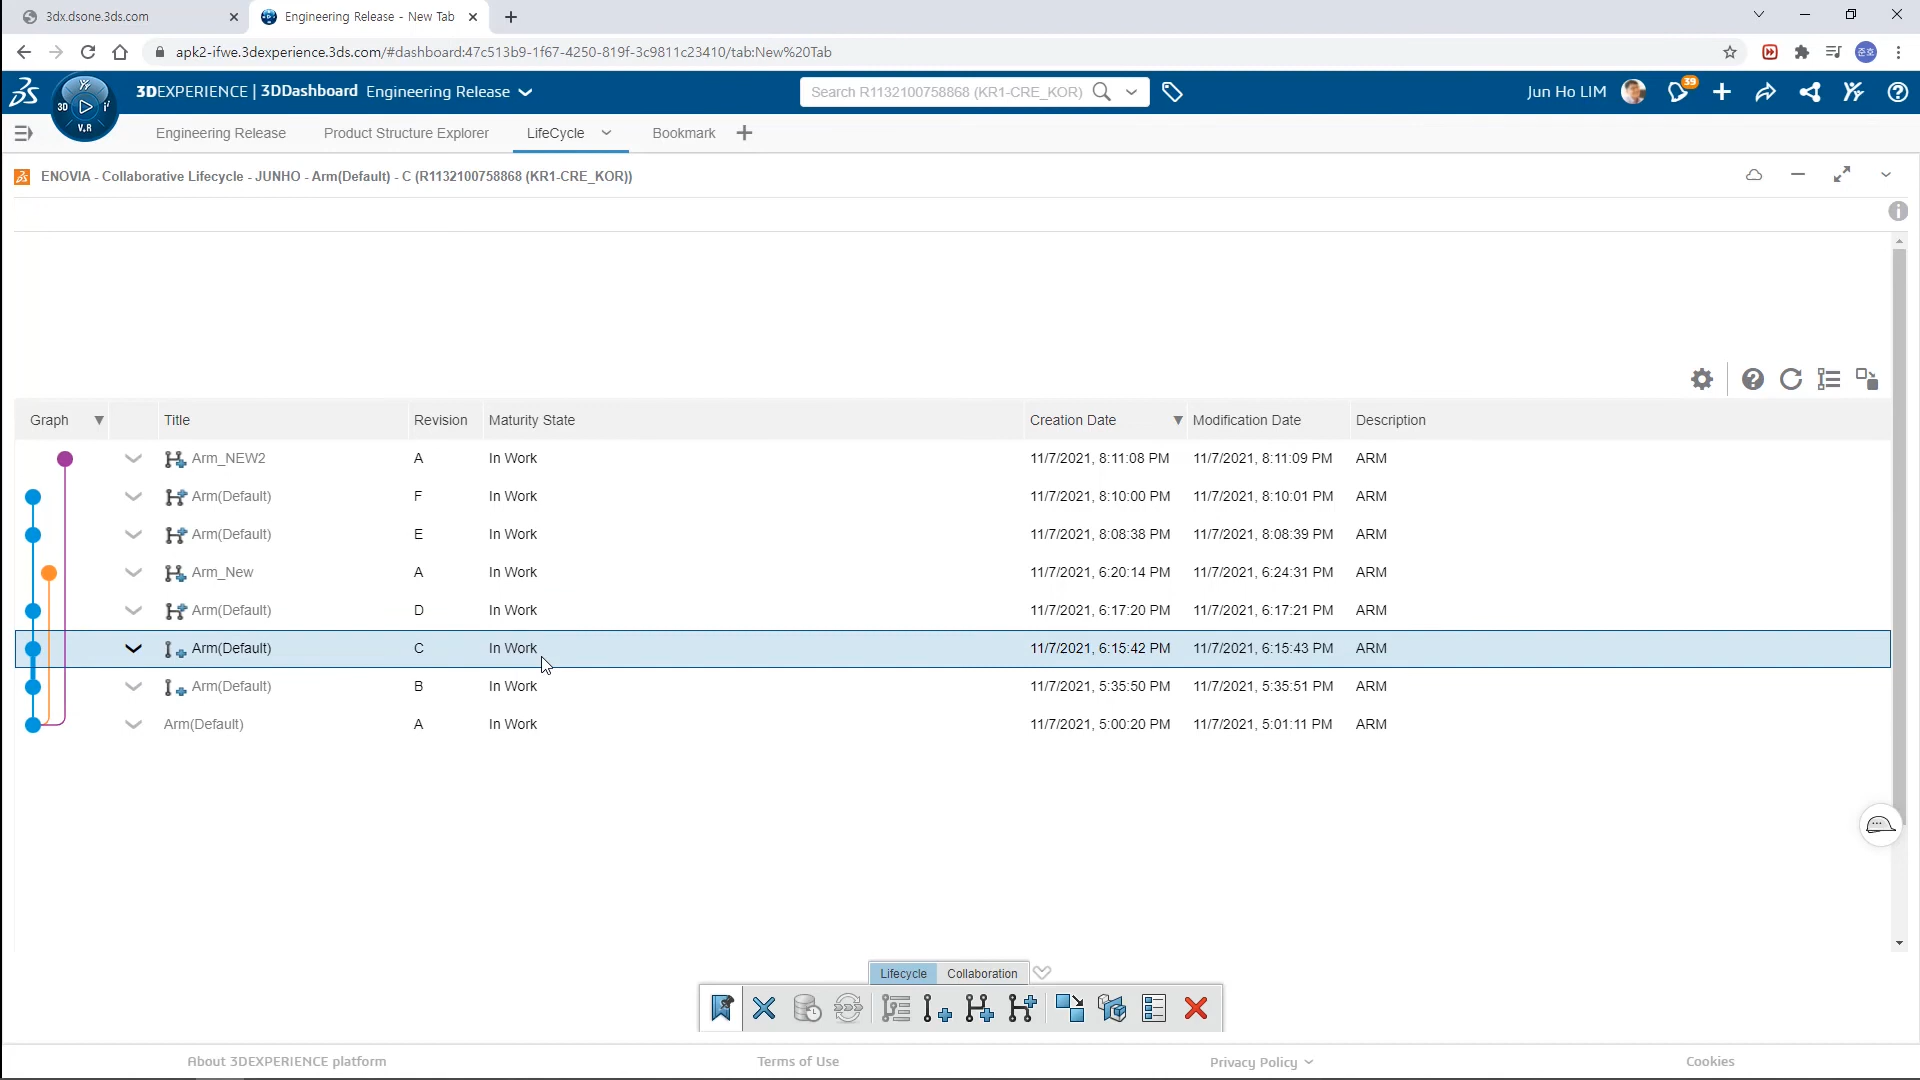 3dx.dsone.3ds.com
Engineering Release - New Tab
apk2-ifwe.3dexperience.3ds.com/#dashboard:47c513b9-1f67-4250-819f-3c9811c23410/tab:New%20Tab
준호
3D
V.R
3DEXPERIENCE | 3DDashboard Engineering Release
Search R1132100758868 (KR1-CRE_KOR)
Jun Ho LIM
39
Engineering Release
Product Structure Explorer
LifeCycle
Bookmark
ENOVIA - Collaborative Lifecycle - JUNHO - Arm(Default) - C (R1132100758868 (KR1-CRE_KOR))
Graph Title Revision Maturity State Creation Date Modification Date Description
Arm_NEW2 A In Work 11/7/2021, 8:11:08 PM 11/7/2021, 8:11:09 PM ARM
Arm(Default) F In Work 11/7/2021, 8:10:00 PM 11/7/2021, 8:10:01 PM ARM
Arm(Default) E In Work 11/7/2021, 8:08:38 PM 11/7/2021, 8:08:39 PM ARM
Arm_New A In Work 11/7/2021, 6:20:14 PM 11/7/2021, 6:24:31 PM ARM
Arm(Default) D In Work 11/7/2021, 6:17:20 PM 11/7/2021, 6:17:21 PM ARM
Arm(Default) C In Work 11/7/2021, 6:15:42 PM 11/7/2021, 6:15:43 PM ARM
Arm(Default) B In Work 11/7/2021, 5:35:50 PM 11/7/2021, 5:35:51 PM ARM
Arm(Default) A In Work 11/7/2021, 5:00:20 PM 11/7/2021, 5:01:11 PM ARM
Lifecycle
Collaboration
About 3DEXPERIENCE platform
Terms of Use
Privacy Policy
Cookies